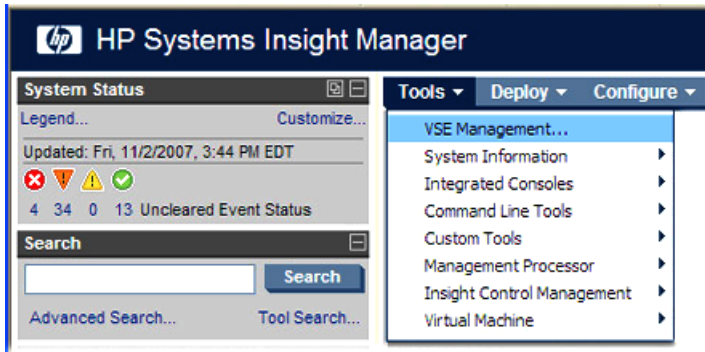 hp HP Systems Insight Manager
System Status
Legend... Customize...
Updated: Fri, 11/2/2007, 3:44 PM EDT
4 34 0 13 Uncleared Event Status
Search
Search
Advanced Search... Tool Search...
Tools Deploy Configure
VSE Management...
System Information
Integrated Consoles
Command Line Tools
Custom Tools
Management Processor
Insight Control Management
Virtual Machine